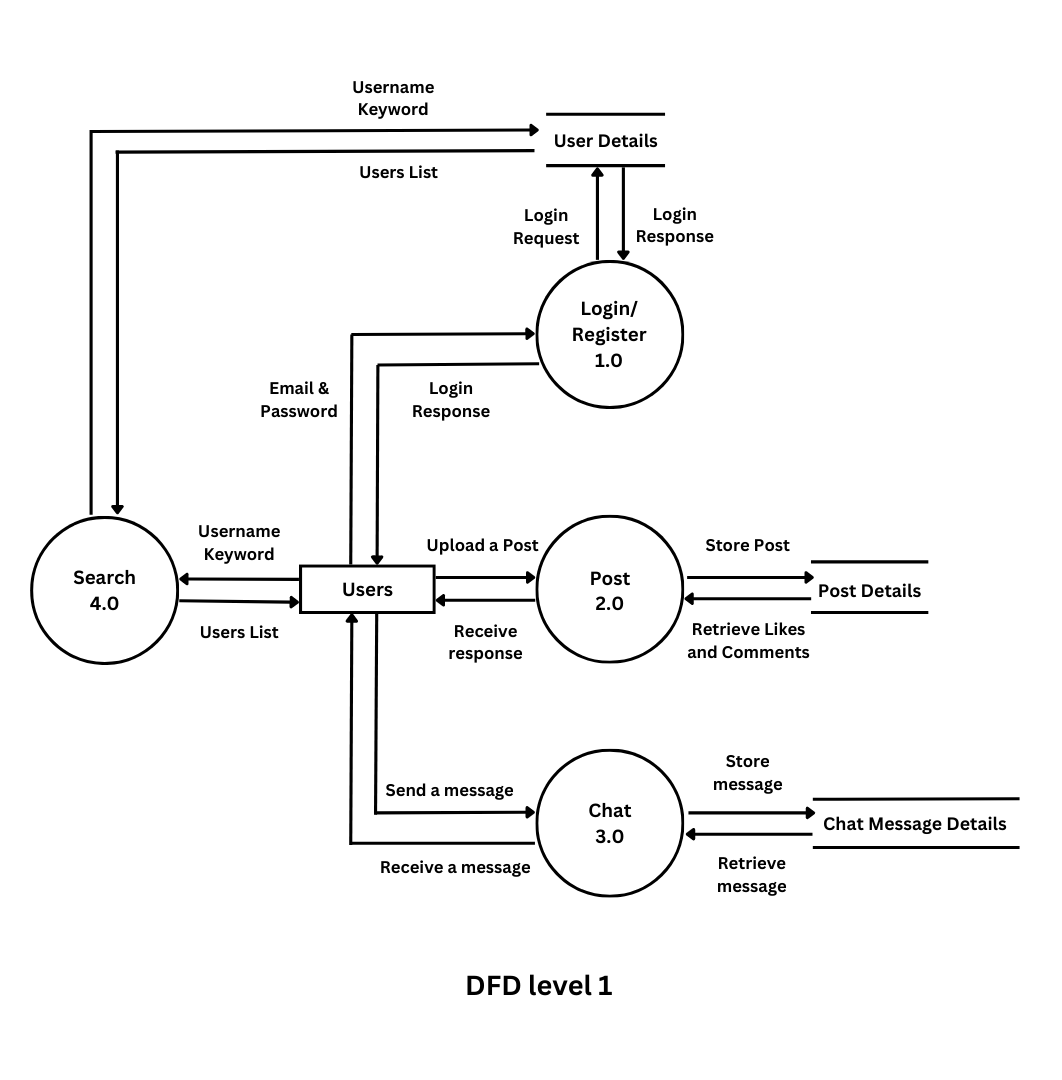 Username
Keyword
User Details
Users List
Login
Request
Login
Response
Login/
Register
1.0
Email &
Password
Login
Response
Username
Keyword
Upload a Post
Store Post
Search
4.0
Users
Post
2.0
Post Details
Users List
Receive
response
Retrieve Likes
and Comments
Store
message
Send a message
Chat
3.0
Chat Message Details
Receive a message
Retrieve
message
DFD level 1